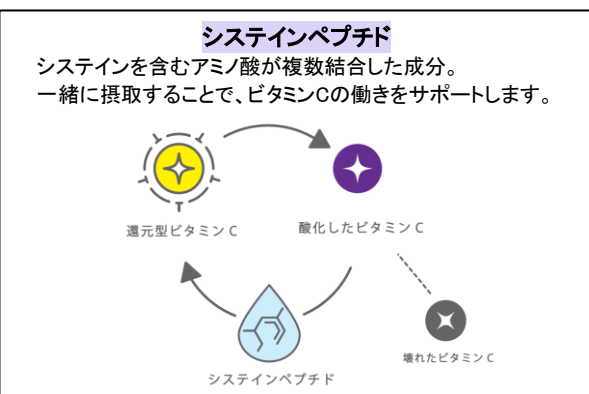 システインペプチド
システインを含むアミノ酸が複数結合した成分。
一緒に摂取することで、ビタミンCの働きをサポートします。
還元型ビタミン C
酸化したビタミン C
壊れたビタミン C
システインペプチド